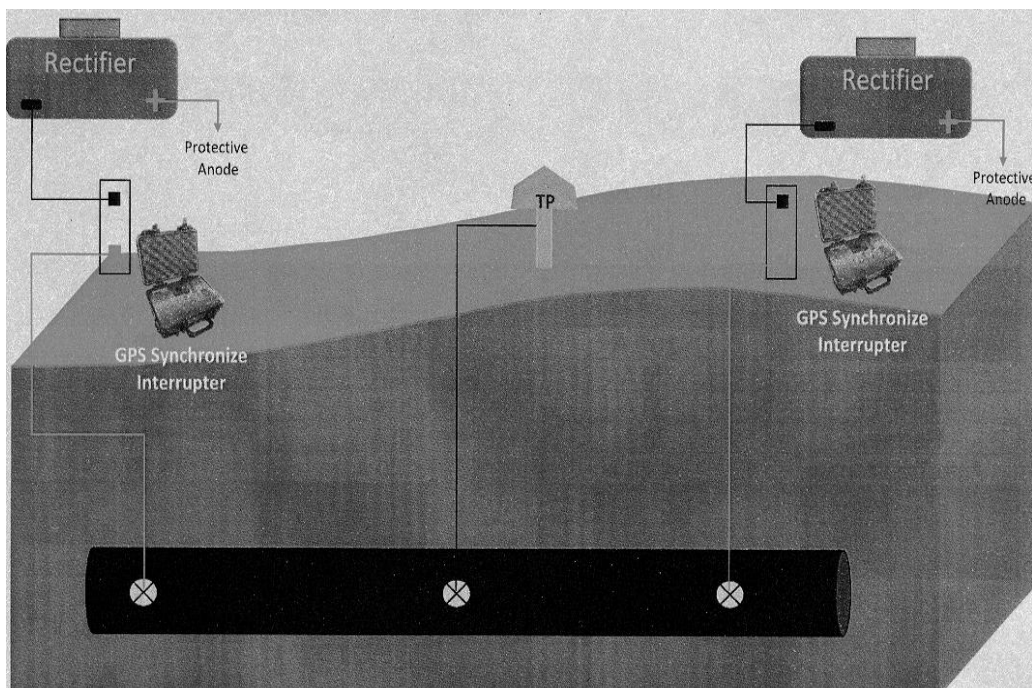 Rectifier
Protective
Anode
Rectifier
Protective
Anode
TP
GPS Synchronize
Interrupter
GPS Synchronize
Interrupter